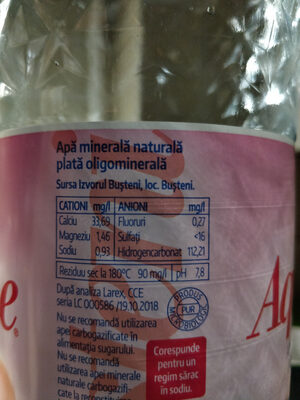 Apă minerală naturală
plată oligominerală
Sursa Izvorul Bușteni, loc. Bușteni.
CATIONI mg/l ANIONI mg/l
Calciu 33,69 Fluoruri 0,27
Magneziu 1,46 Sulfați <16
Sodiu 0,93 Hidrogencarbonat 112,21
Reziduu sec la 180°C 90 mg/l pH 7,8
După analiza Larex, CCE
seria LC 000586 /19.10.2018
PRODUS
PUR
MICROBIOLOGIC
Nu se recomandă utilizarea
apei carbogazificate în
alimentația sugarului.
Nu se recomandă
utilizarea apei minerale
naturale carbogazifi-
cate la
Corespunde
pentru un
regim sărac
în sodiu.
e®
Aq